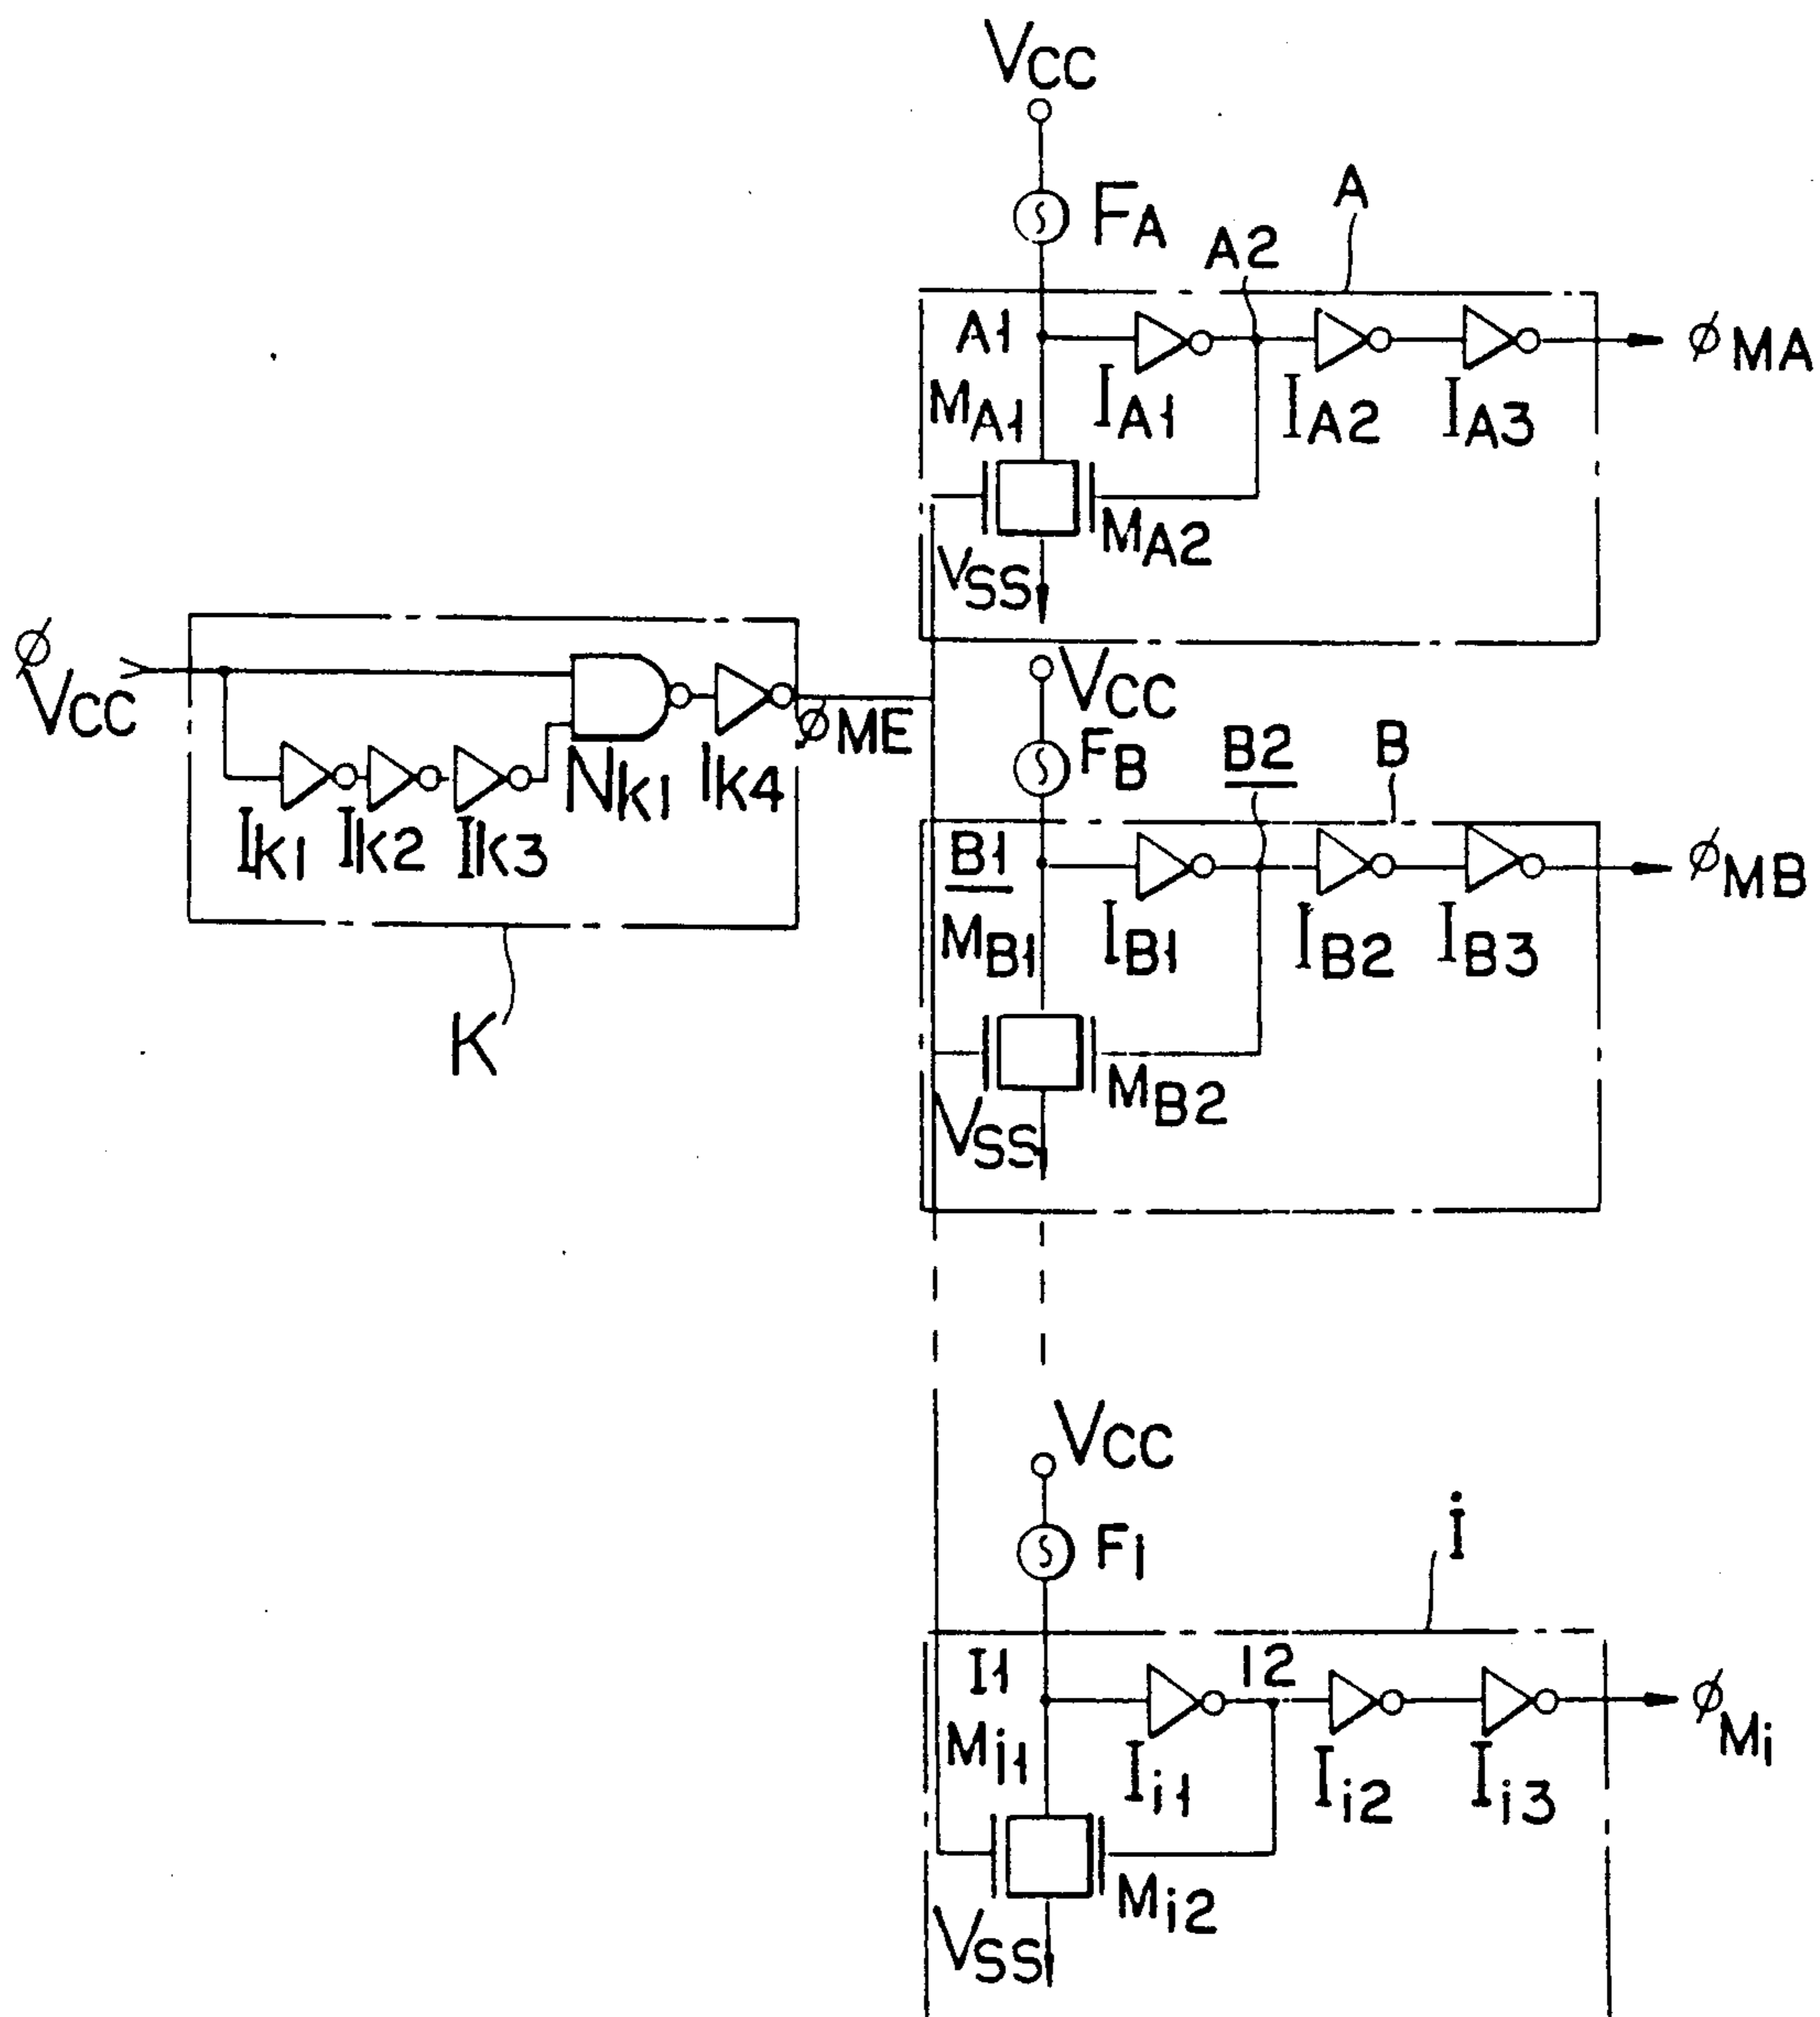 VCC
FA
A
A2
A1
MA1
IA1
IA2
IA3
ϕMA
MA2
VSS
ϕVCC
Ik1
Ik2
Ik3
Nk1
Ik4
ϕME
K
VCC
FB
B2
B
B1
MB1
IB1
IB2
IB3
ϕMB
MB2
VSS
VCC
Fi
i
I1
I2
Mi1
Ii1
Ii2
Ii3
ϕMi
Mi2
VSS